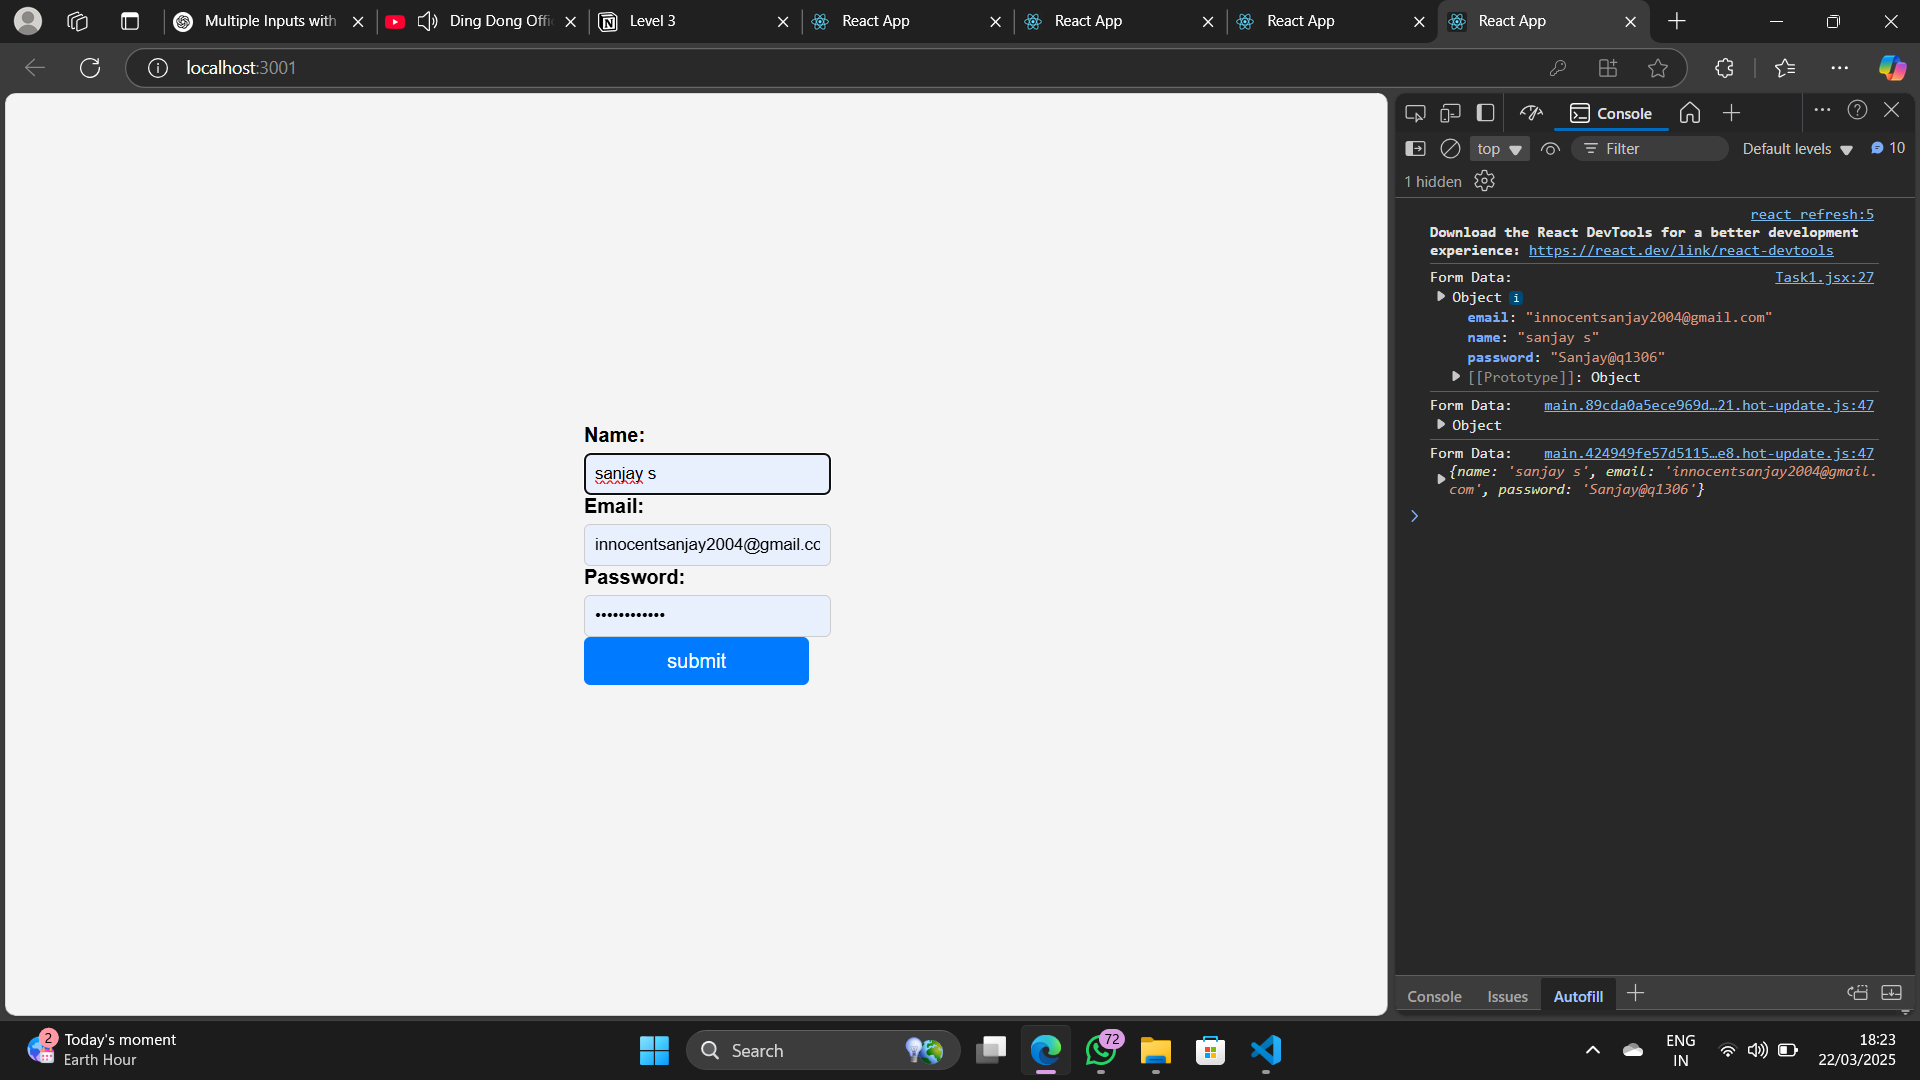 Multiple Inputs with
Ding Dong Offi
Level 3
React App
React App
React App
React App
localhost:3001
Console
top
Filter
Default levels
10
1 hidden
react refresh:5
Download the React DevTools for a better development
experience: https://react.dev/link/react-devtools
Form Data: Task1.jsx:27
Object i
email: "innocentsanjay2004@gmail.com"
name: "sanjay s"
password: "Sanjay@q1306"
[[Prototype]]: Object
Form Data: main.89cda0a5ece969d…21.hot-update.js:47
Object
Form Data: main.424949fe57d5115…e8.hot-update.js:47
{name: 'sanjay s', email: 'innocentsanjay2004@gmail.
com', password: 'Sanjay@q1306'}
Name:
sanjay s
Email:
innocentsanjay2004@gmail.co
Password:
••••••••••••
submit
Console
Issues
Autofill
2
Today's moment
Earth Hour
Search
72
ENG
IN
18:23
22/03/2025